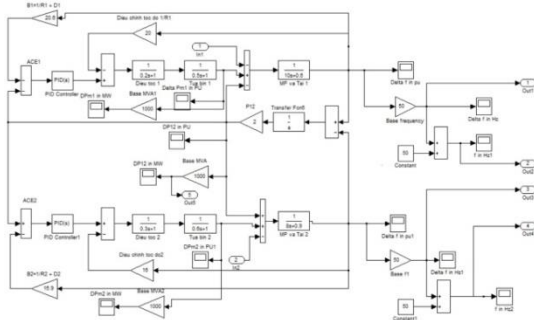 B1+1/R1 = D1
20.6
Dieu chinh toc do 1/R1
20
1
In1
ACE1
PID(s)
PID Controller
1
0.2s+1
Dieu toc 1
1
0.5s+1
Tua bin 1
1
10s+0.6
MF va Tai 1
Delta f in pu
Delta Pm1 in PU
Base MVA1
1000
DPm1 in MW
P12
2
Transfer Fcn6
1
s
50
Base frequency
Delta f in Hz
1
Out1
DP12 in PU
50
Constant
f in Hz1
2
Out2
Base MVA
1000
DP12 in MW
5
Out5
3
Out3
ACE2
PID(s)
PID Controller1
1
0.3s+1
Dieu toc 2
1
0.6s+1
Tua bin 2
1
8s+0.9
MF va Tai 2
Delta f in pu1
4
Out4
DPm2 in PU1
2
In2
50
Base f1
Delta f in Hs1
Dieu chinh toc do2
16
B2+1/R2 = D2
16.9
Base MVA2
1000
DPm2 in MW
50
Constant1
f in Hz2